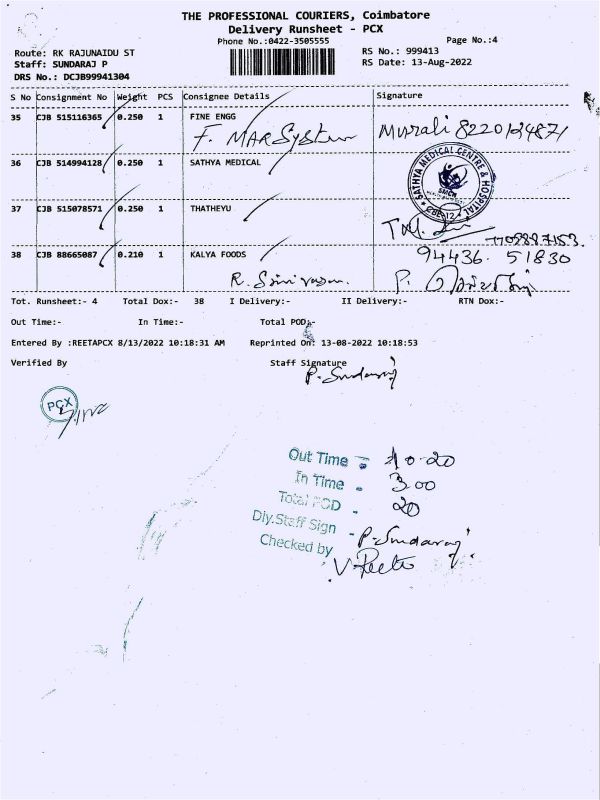 THE PROFESSIONAL COURIERS, Coimbatore
Delivery Runsheet - PCX
Phone No.:0422-3505555
Page No.:4
Route: RK RAJUNAIDU ST
RS No.: 999413
Staff: SUNDARAJ P
RS Date: 13-Aug-2022
DRS No.: DCJB99941304
S No Consignment No Weight PCS Consignee Details Signature
35 CJB 515116365 0.250 1 FINE ENGG
F. MAR System Murali 8220124871
36 CJB 514994128 0.250 1 SATHYA MEDICAL
SATHYA MEDICAL CENTRE & HOSPITAL
SMCH
CBE-12
37 CJB 515078571 0.250 1 THATHEYU
38 CJB 88665087 0.210 1 KALYA FOODS 94436 51830
R. Srinivasan. P.
Tot. Runsheet:- 4 Total Dox:- 38 I Delivery:- II Delivery:- RTN Dox:-
Out Time:- In Time:- Total POD:-
Entered By :REETAPCX 8/13/2022 10:18:31 AM Reprinted On: 13-08-2022 10:18:53
Verified By Staff Signature
P. Sundaraj
PCX
Out Time - 10-20
In Time - 3.00
Total POD - 20
Dly.Staff Sign - P. Sundaraj
Checked by V. Reeta